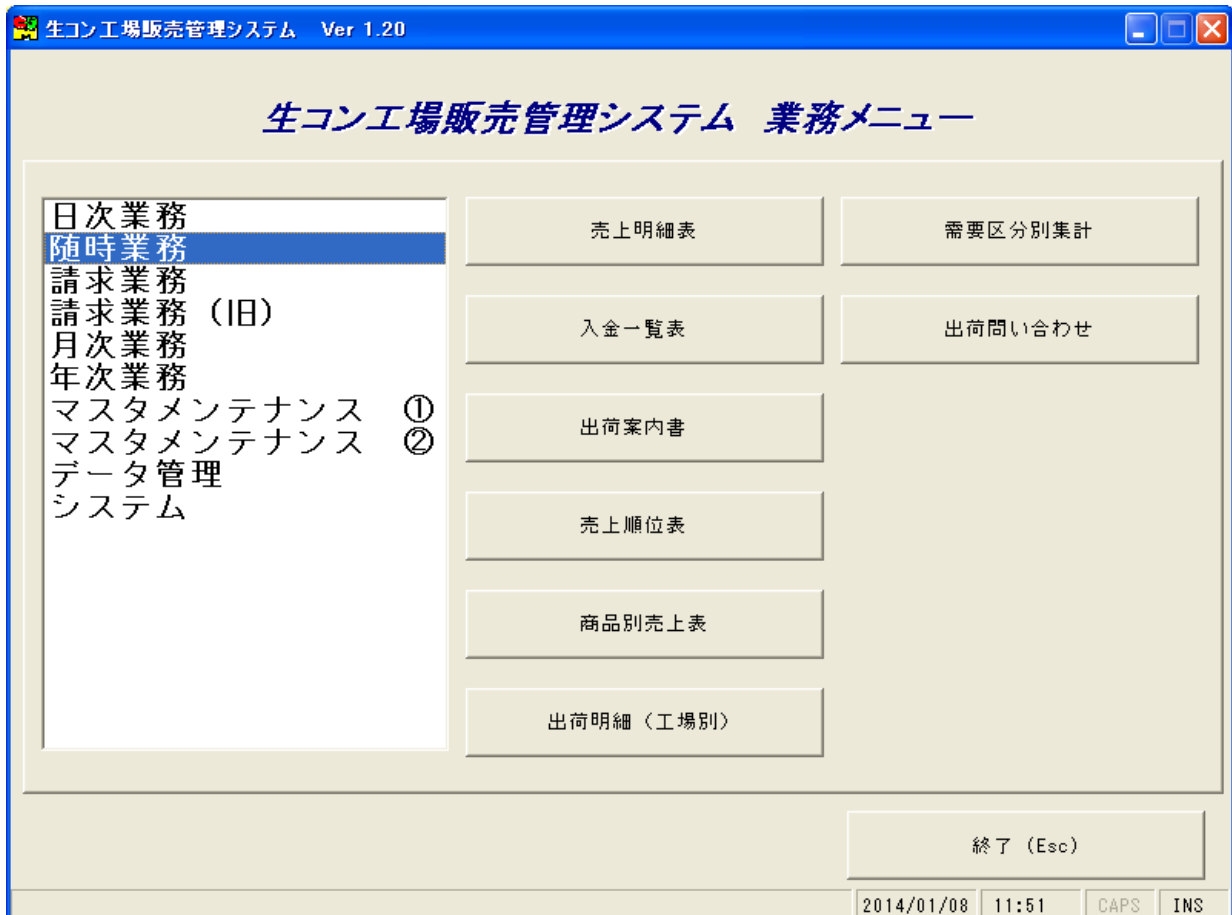 生コン工場販売管理システム Ver 1.20
生コン工場販売管理システム 業務メニュー
日次業務
随時業務
請求業務
請求業務（旧）
月次業務
年次業務
マスタメンテナンス ①
マスタメンテナンス ②
データ管理
システム
売上明細表
入金一覧表
出荷案内書
売上順位表
商品別売上表
出荷明細（工場別）
需要区分別集計
出荷問い合わせ
終了（Esc）
2014/01/08 11:51 CAPS INS